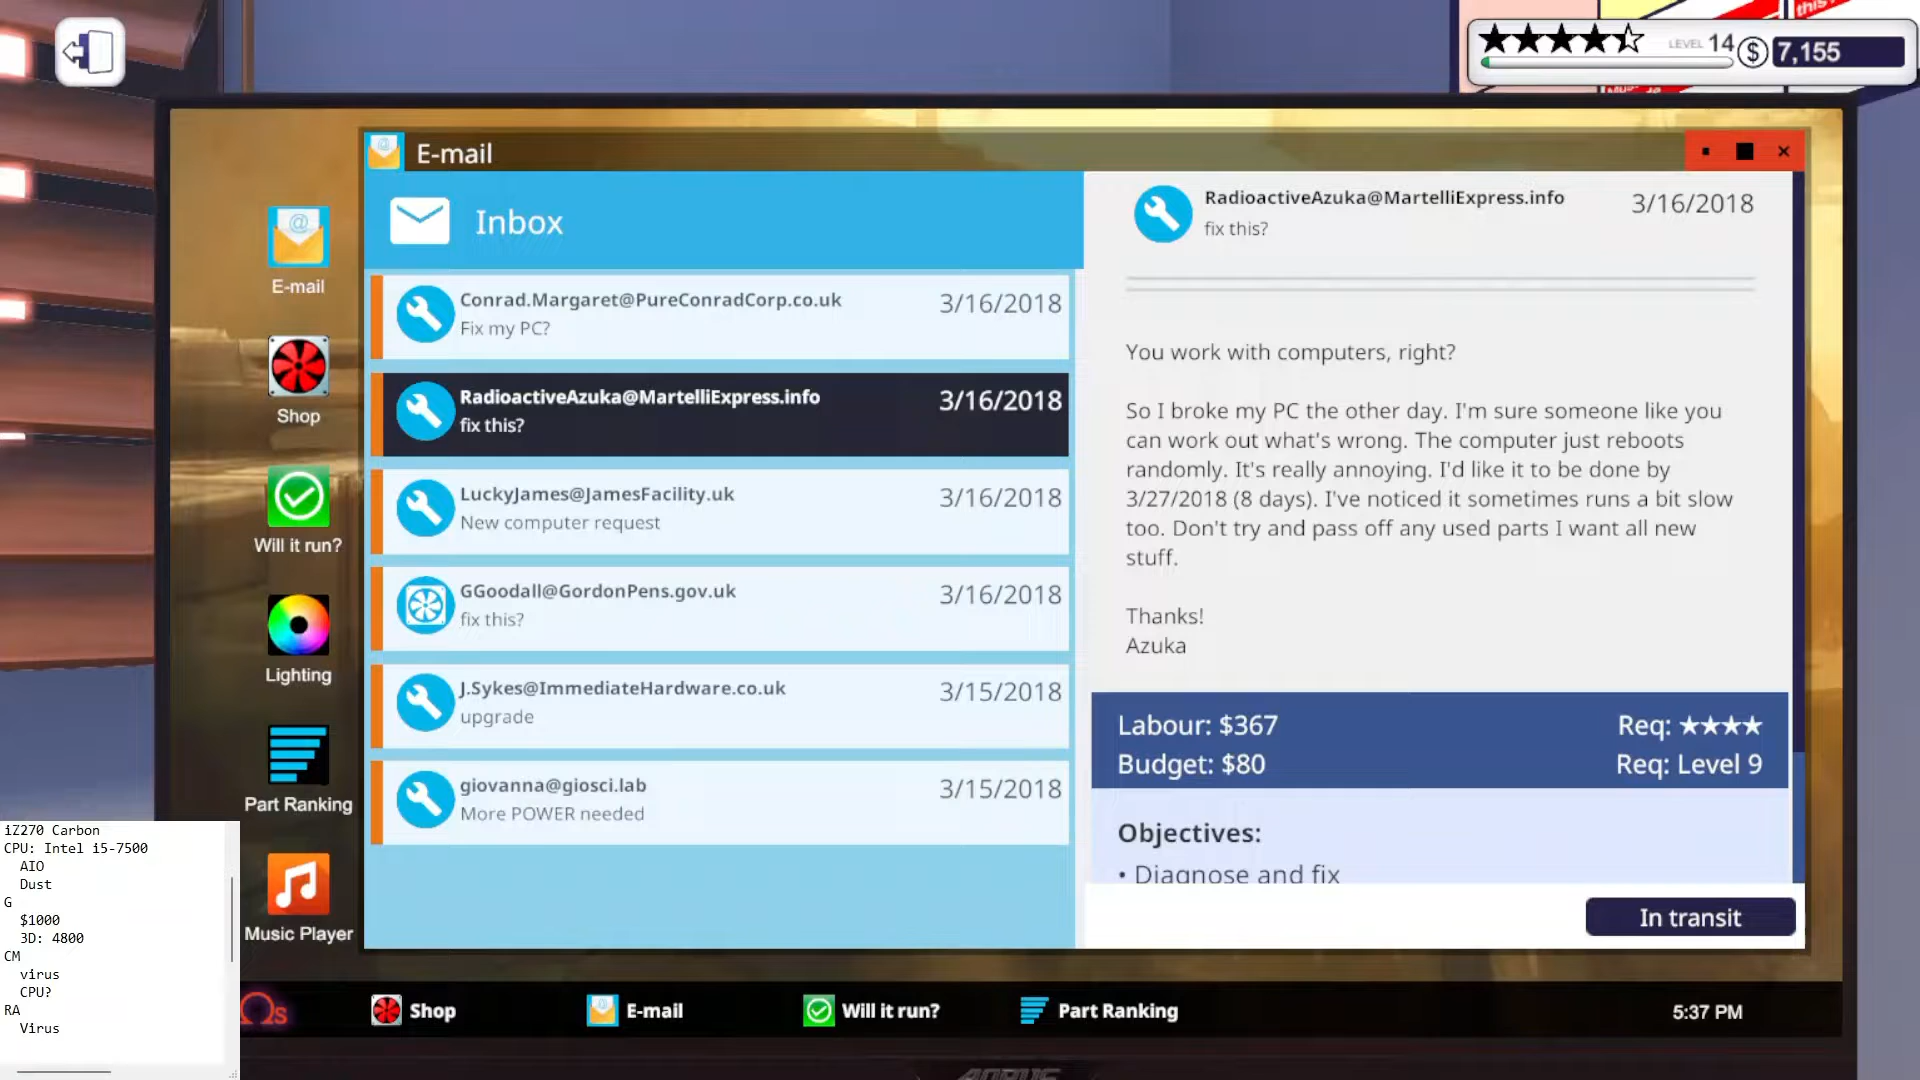 LEVEL 14
$ 7,155
E-mail
Inbox
Conrad.Margaret@PureConradCorp.co.uk 3/16/2018
Fix my PC?
RadioactiveAzuka@MartelliExpress.info 3/16/2018
fix this?
LuckyJames@JamesFacility.uk 3/16/2018
New computer request
GGoodall@GordonPens.gov.uk 3/16/2018
fix this?
J.Sykes@ImmediateHardware.co.uk 3/15/2018
upgrade
giovanna@giosci.lab 3/15/2018
More POWER needed
RadioactiveAzuka@MartelliExpress.info 3/16/2018
fix this?
You work with computers, right?
So I broke my PC the other day. I'm sure someone like you
can work out what's wrong. The computer just reboots
randomly. It's really annoying. I'd like it to be done by
3/27/2018 (8 days). I've noticed it sometimes runs a bit slow
too. Don't try and pass off any used parts I want all new
stuff.
Thanks!
Azuka
Labour: $367 Req: ★★★★
Budget: $80 Req: Level 9
Objectives:
• Diagnose and fix
In transit
E-mail
Shop
Will it run?
Lighting
Part Ranking
Music Player
iZ270 Carbon
CPU: Intel i5-7500
AIO
Dust
G
$1000
3D: 4800
CM
virus
CPU?
RA
Virus
Shop
E-mail
Will it run?
Part Ranking
5:37 PM